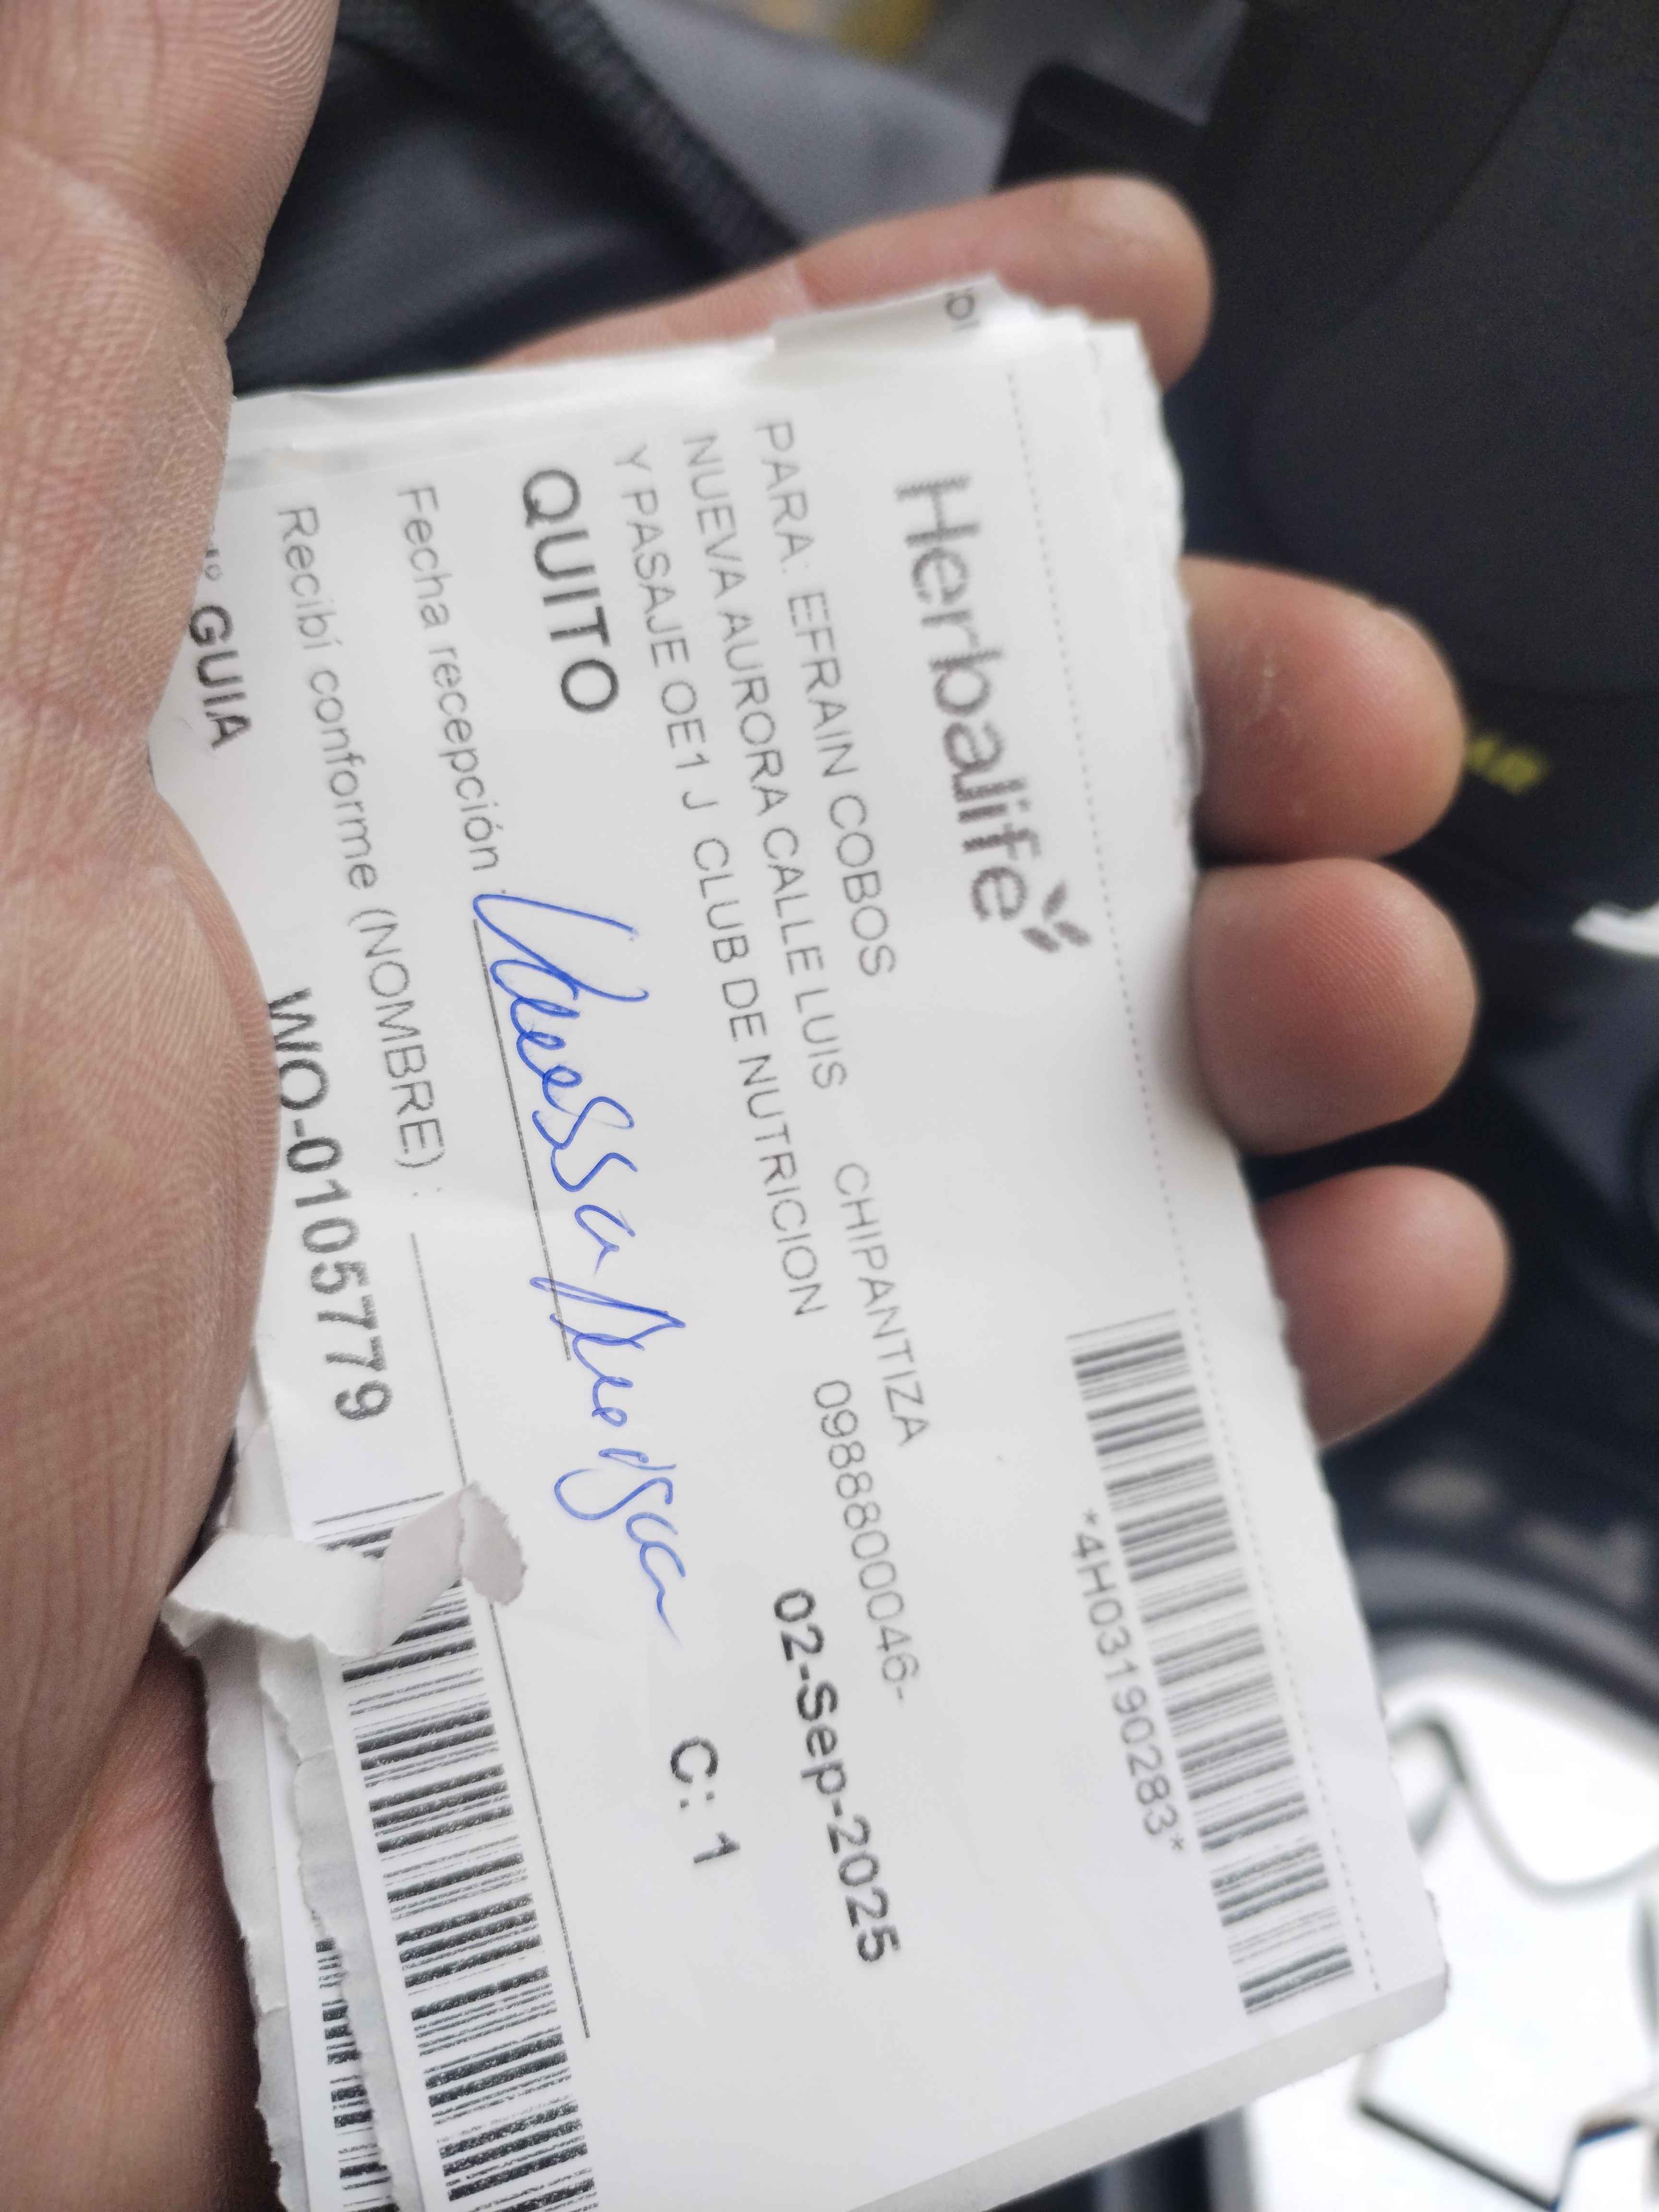 Herbalife
*4H03190283*
PARA: EFRAIN COBOS
NUEVA AURORA CALLE LUIS CHIPANTIZA
Y PASAJE OE1 J CLUB DE NUTRICION 0988800046-
QUITO
02-Sep-2025
C: 1
Fecha recepción
Recibí conforme (NOMBRE) :
GUIA WO-0105779